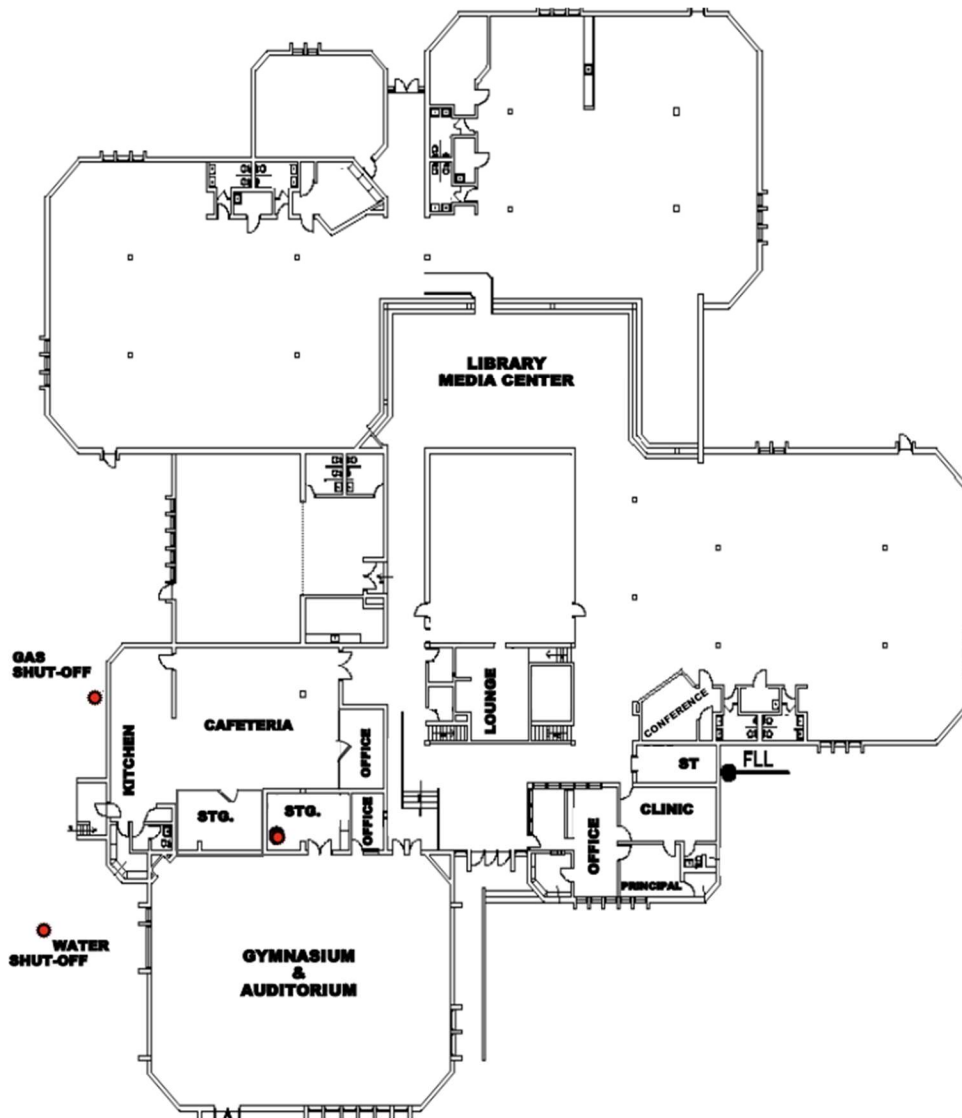 LIBRARY
MEDIA CENTER
GAS
SHUT-OFF
CAFETERIA
KITCHEN
OFFICE
LOUNGE
CONFERENCE
ST
FLL
STG.
STG.
OFFICE
CLINIC
OFFICE
PRINCIPAL
WATER
SHUT-OFF
GYMNASIUM
&
AUDITORIUM